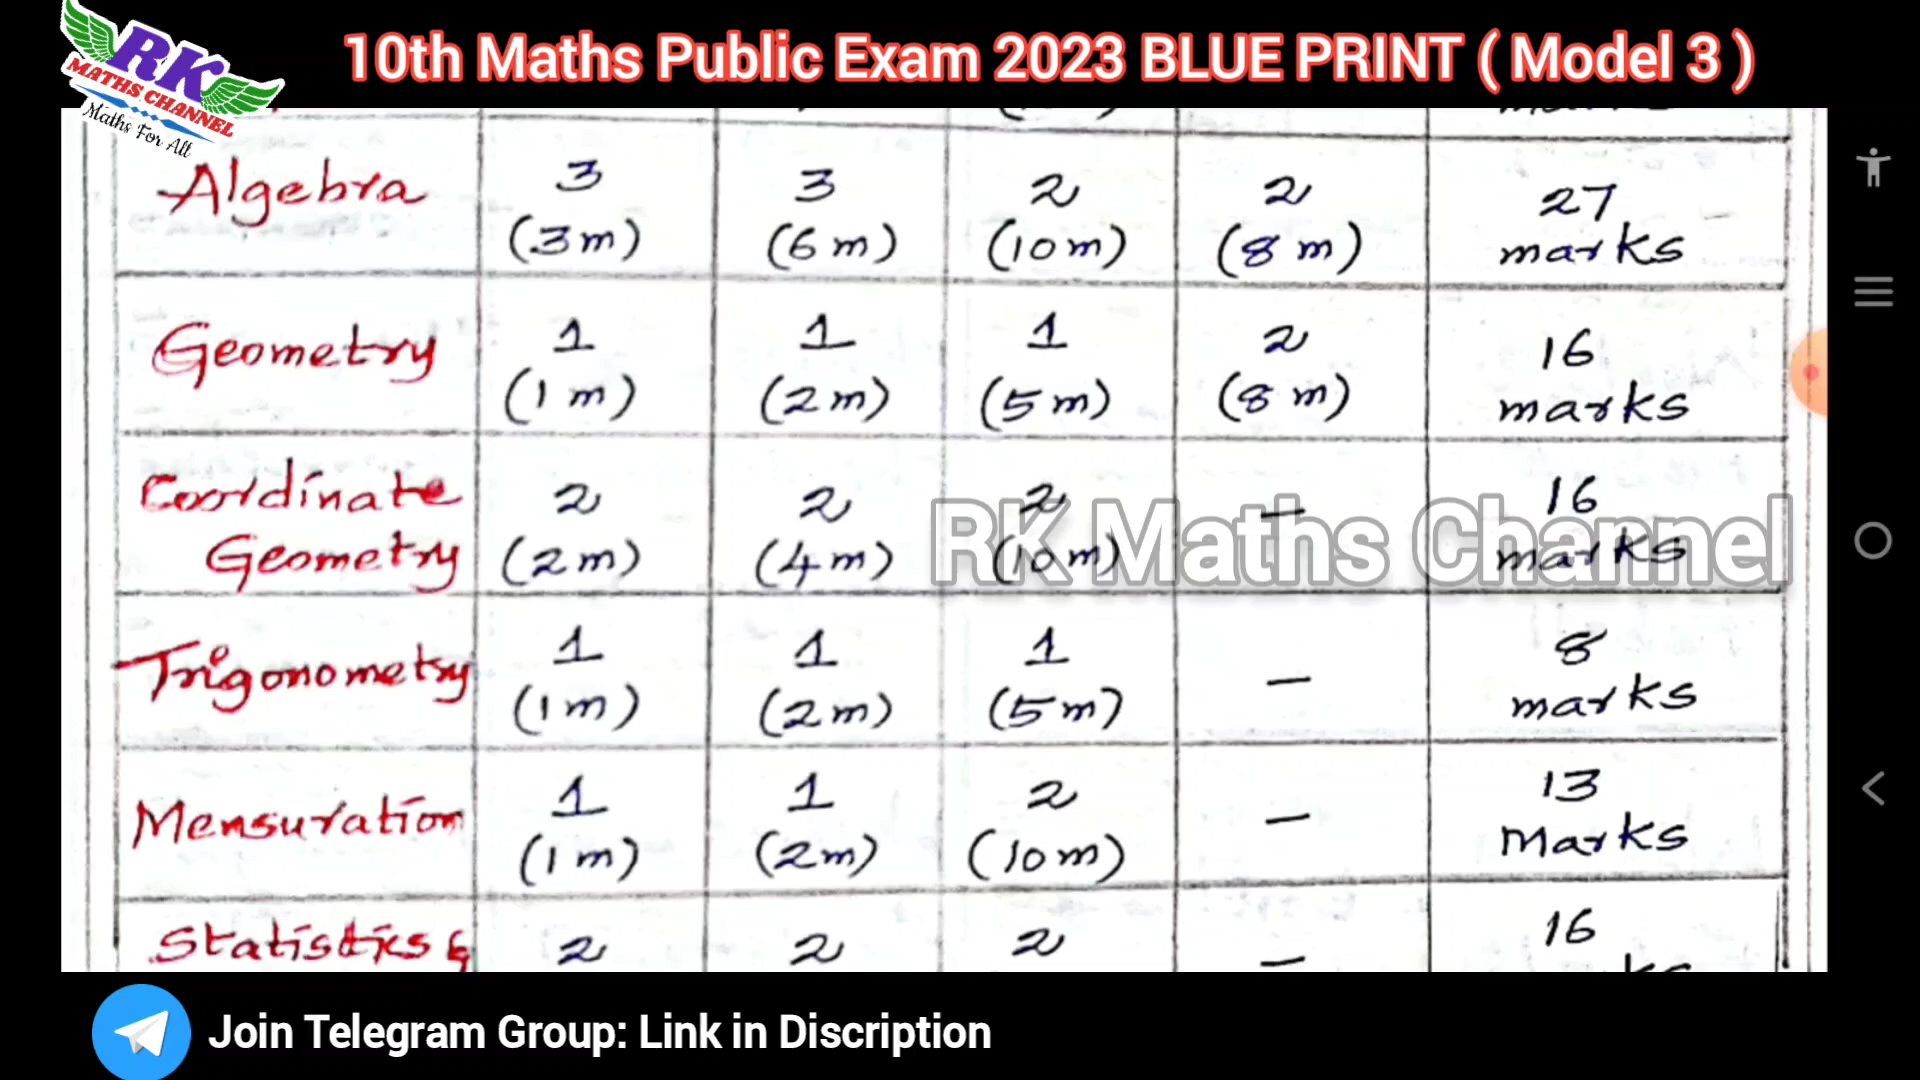 RK
MATHS CHANNEL
Maths For All
10th Maths Public Exam 2023 BLUE PRINT ( Model 3 )
Algebra 3 3 2 2 27
(3m) (6m) (10m) (8m) marks
Geometry 1 1 1 2 16
(1m) (2m) (5m) (8m) marks
Coordinate 2 2 2 – 16
Geometry (2m) (4m) (10m) marks
RK Maths Channel
Trigonometry 1 1 1 – 8
(1m) (2m) (5m) marks
Mensuration 1 1 2 – 13
(1m) (2m) (10m) Marks
Statistics & 2 2 2 – 16
Join Telegram Group: Link in Discription